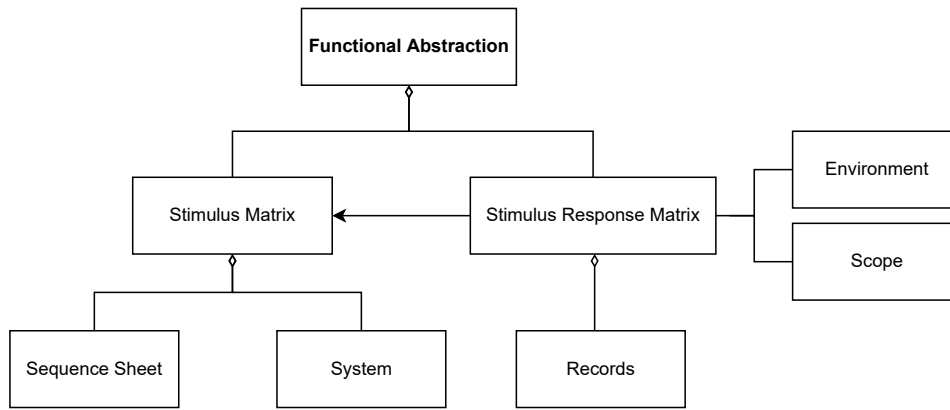 Functional Abstraction
Environment
Stimulus Matrix
Stimulus Response Matrix
Scope
Sequence Sheet
System
Records